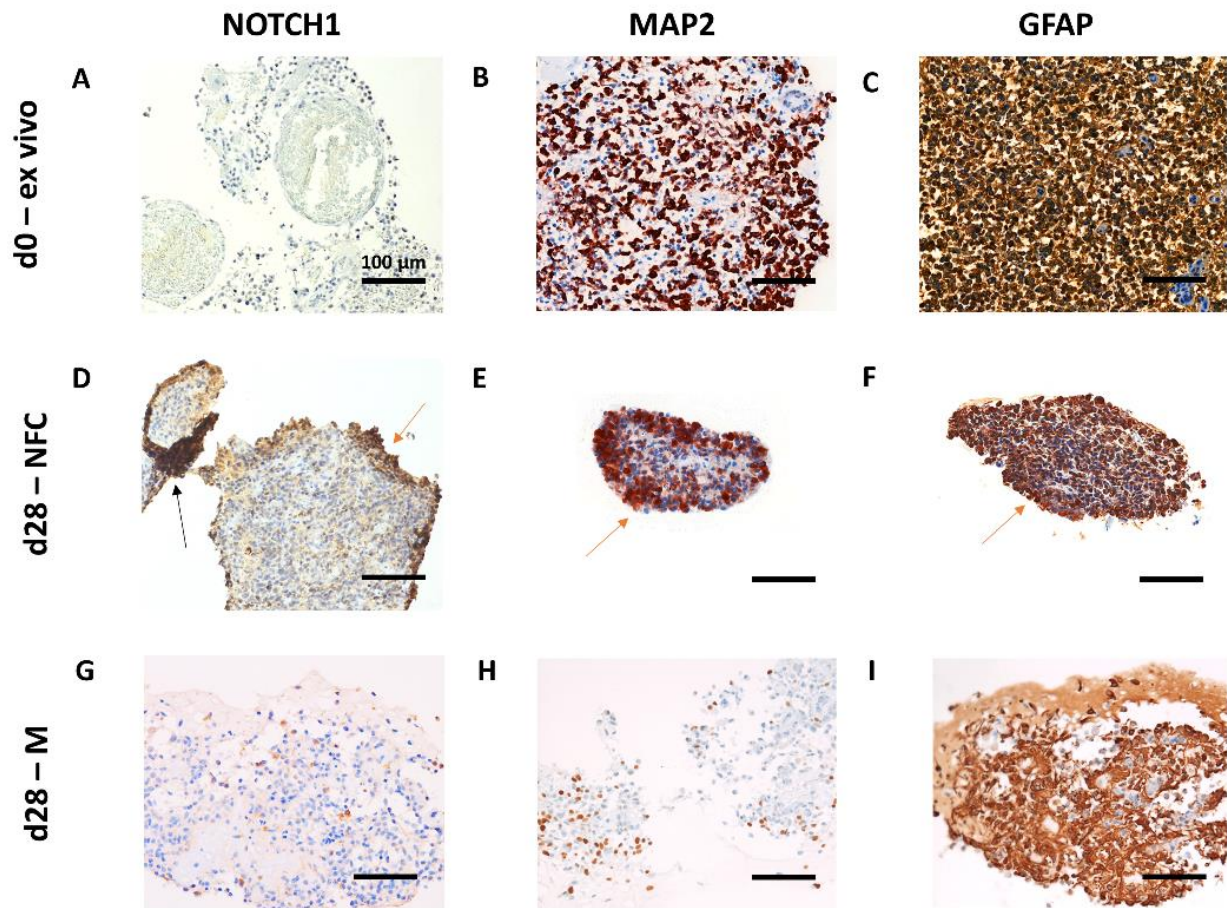 NOTCH1 MAP2 GFAP
d0 – ex vivo
A B C
100 µm
d28 – NFC
D E F
d28 – M
G H I